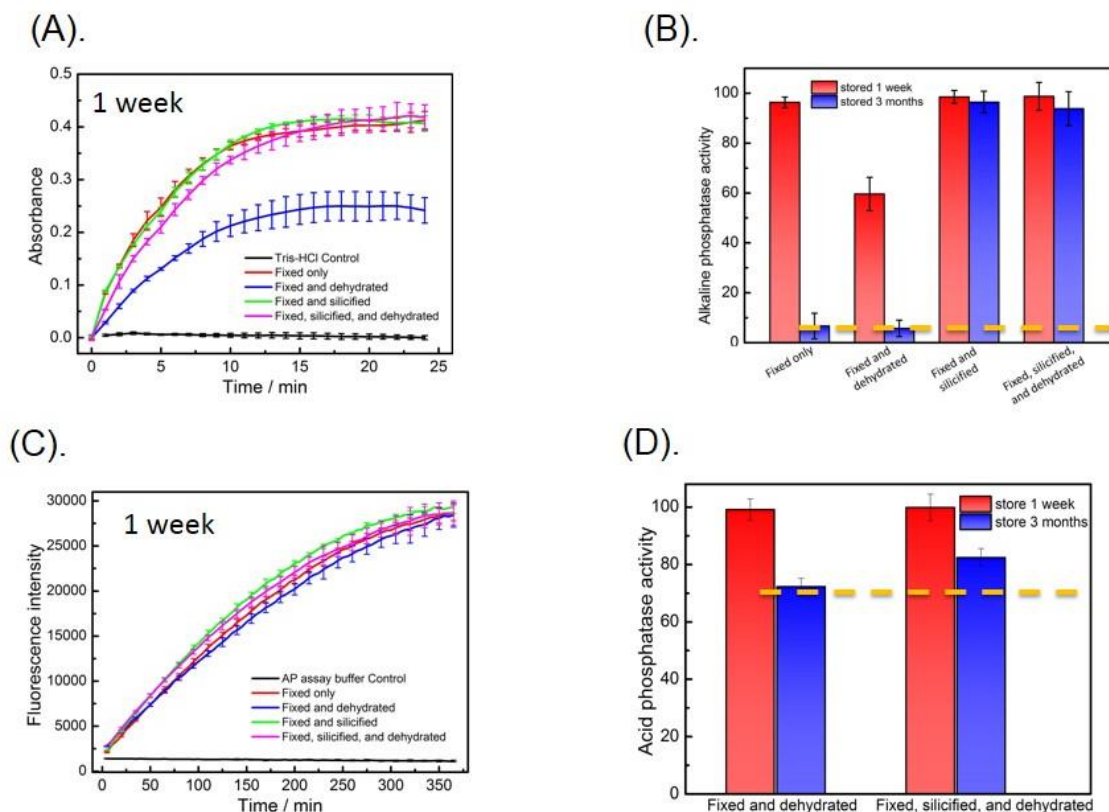 (A).
1 week
Absorbance
0.5
0.4
0.3
0.2
0.1
0.0
Tris-HCl Control
Fixed only
Fixed and dehydrated
Fixed and silicified
Fixed, silicified, and dehydrated
0 5 10 15 20 25
Time / min
(B).
Alkaline phosphatase activity
100
80
60
40
20
0
stored 1 week
stored 3 months
Fixed only
Fixed and
dehydrated
Fixed and
silicified
Fixed, silicified,
and dehydrated
(C).
1 week
Fluorescence intensity
30000
25000
20000
15000
10000
5000
0
AP assay buffer Control
Fixed only
Fixed and dehydrated
Fixed and silicified
Fixed, silicified, and dehydrated
0 50 100 150 200 250 300 350
Time / min
(D).
Acid phosphatase activity
100
80
60
40
20
0
store 1 week
store 3 months
Fixed and dehydrated
Fixed, silicified, and dehydrated